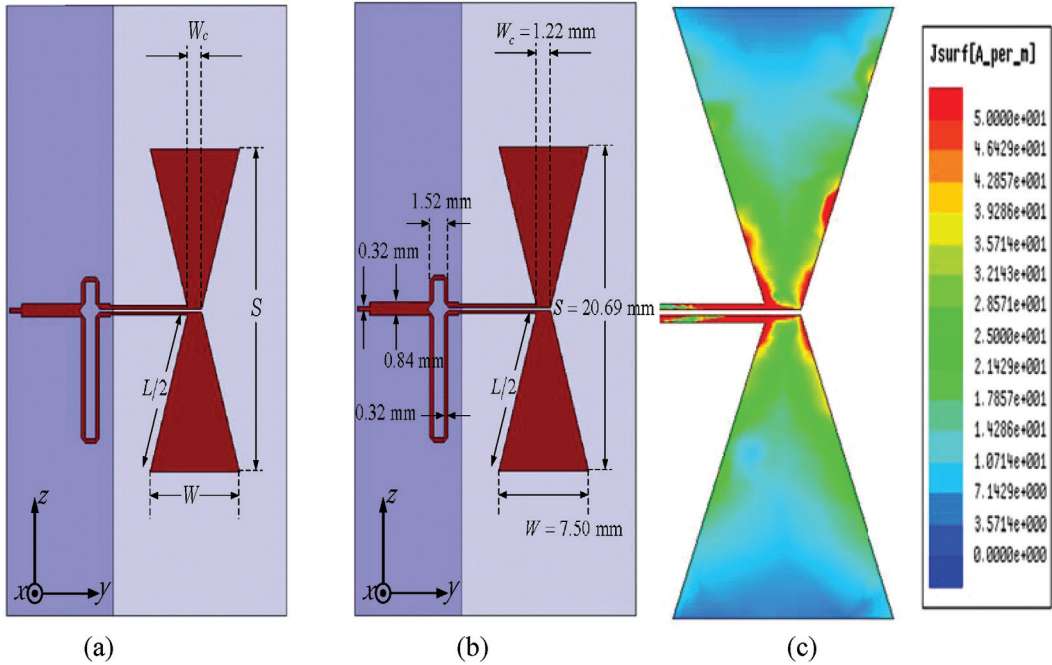 W_c
S
L/2
W
z
x
y
(a)
W_c = 1.22 mm
1.52 mm
0.32 mm
S = 20.69 mm
0.84 mm
L/2
0.32 mm
W = 7.50 mm
z
x
y
(b)
(c)
Jsurf[A_per_m]
5.0000e+001
4.6429e+001
4.2857e+001
3.9286e+001
3.5714e+001
3.2143e+001
2.8571e+001
2.5000e+001
2.1429e+001
1.7857e+001
1.4286e+001
1.0714e+001
7.1429e+000
3.5714e+000
0.0000e+000